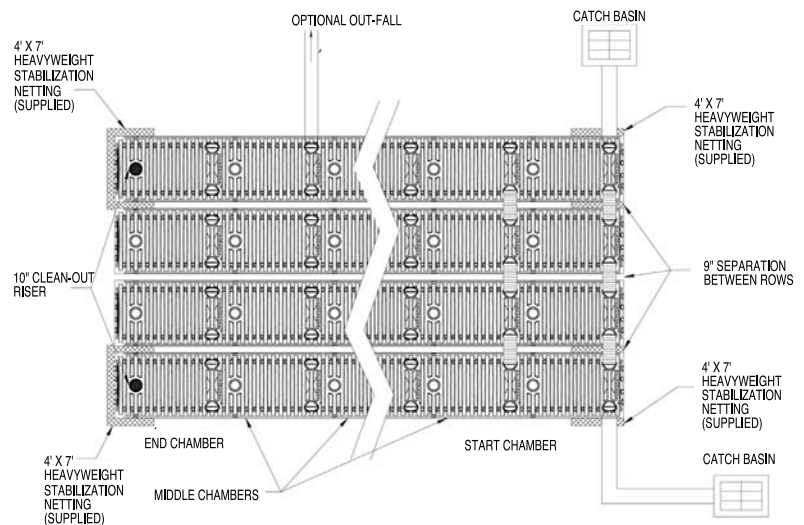 OPTIONAL OUT-FALL
CATCH BASIN
4' X 7'
HEAVYWEIGHT
STABILIZATION
NETTING
(SUPPLIED)
4' X 7'
HEAVYWEIGHT
STABILIZATION
NETTING
(SUPPLIED)
10" CLEAN-OUT
RISER
9" SEPARATION
BETWEEN ROWS
4' X 7'
HEAVYWEIGHT
STABILIZATION
NETTING
(SUPPLIED)
END CHAMBER
START CHAMBER
4' X 7'
HEAVYWEIGHT
STABILIZATION
NETTING
(SUPPLIED)
MIDDLE CHAMBERS
CATCH BASIN